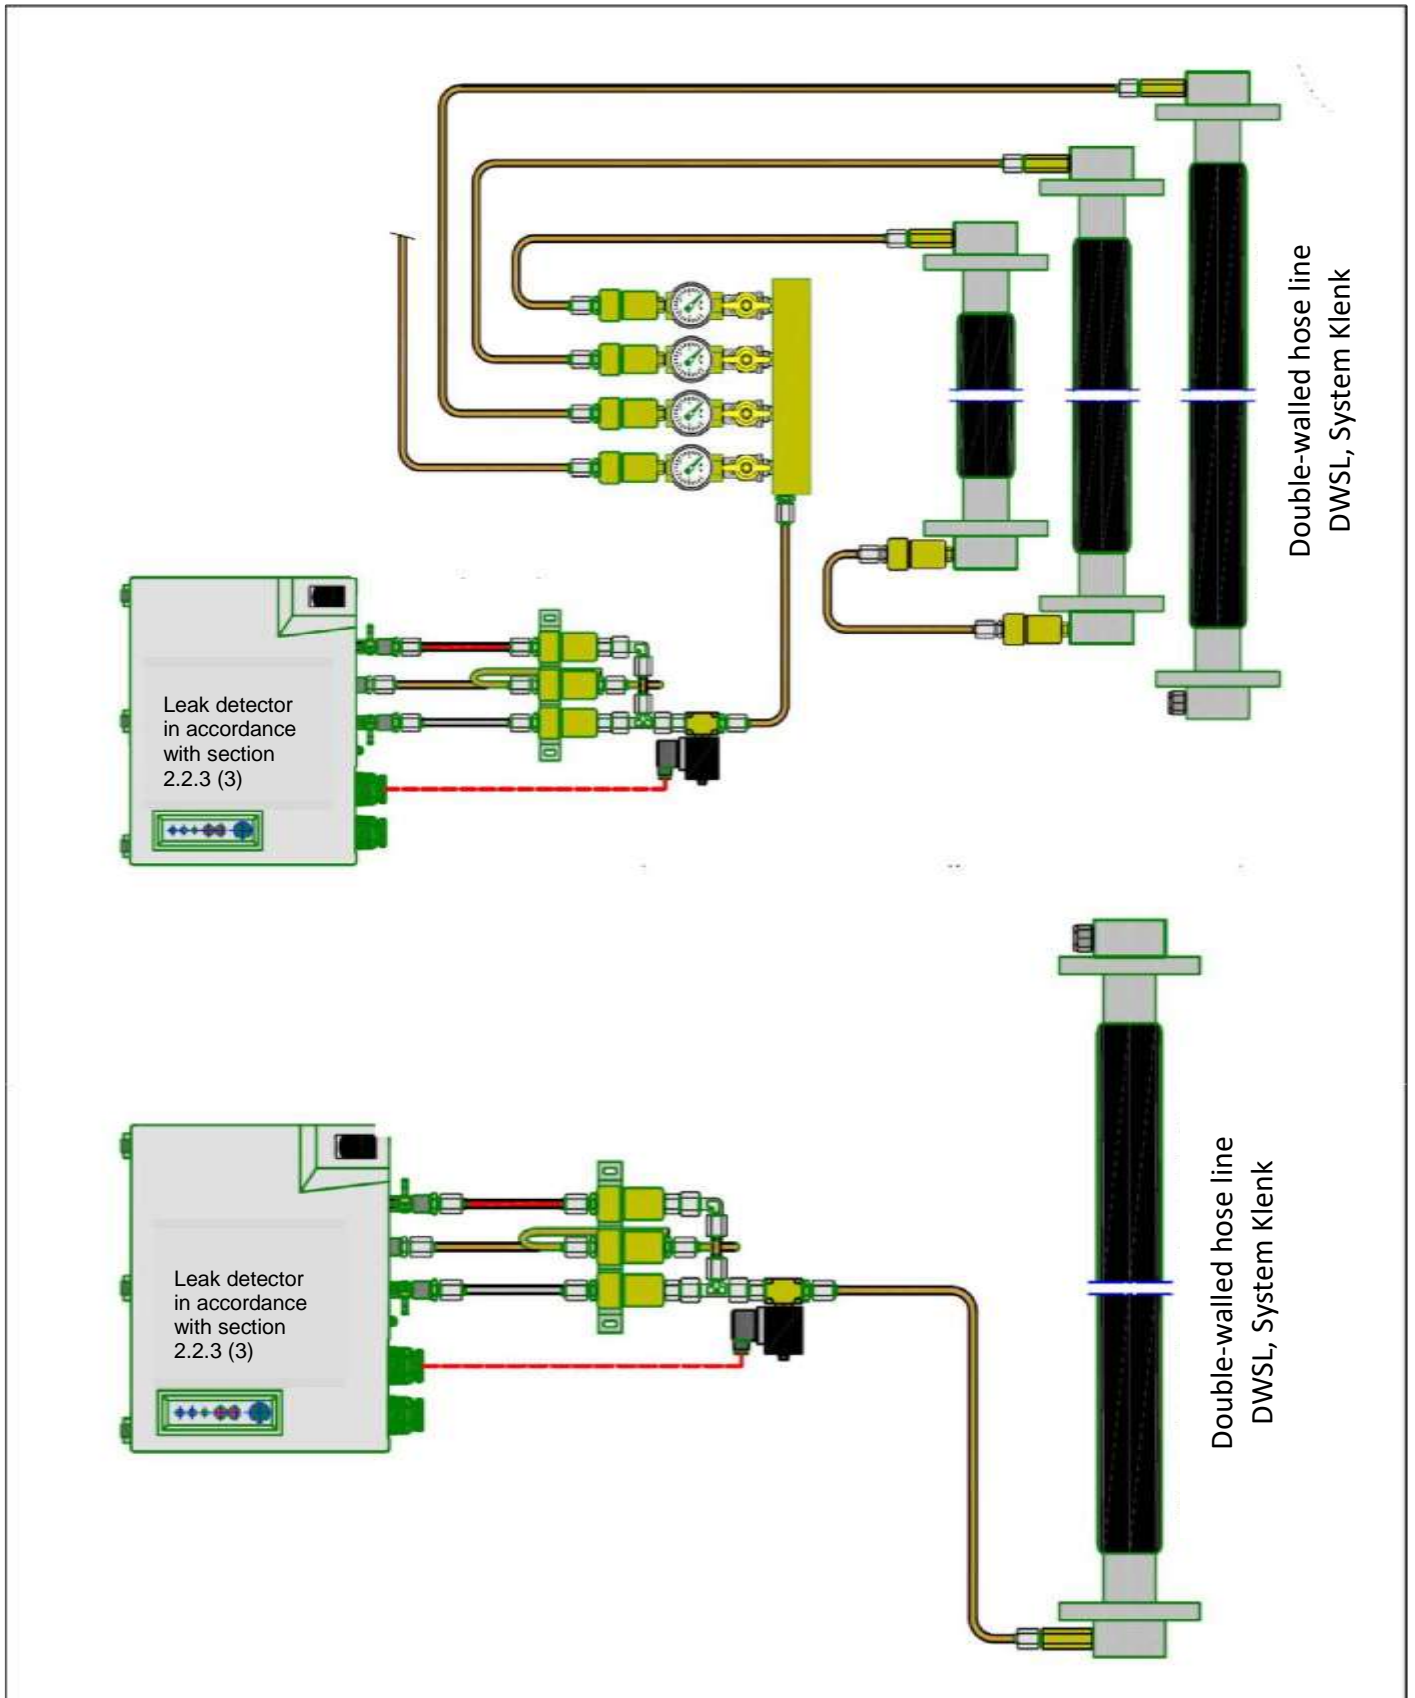 Double-walled hose line
DWSL, System Klenk
Leak detector
in accordance
with section
2.2.3 (3)
Double-walled hose line
DWSL, System Klenk
Leak detector
in accordance
with section
2.2.3 (3)